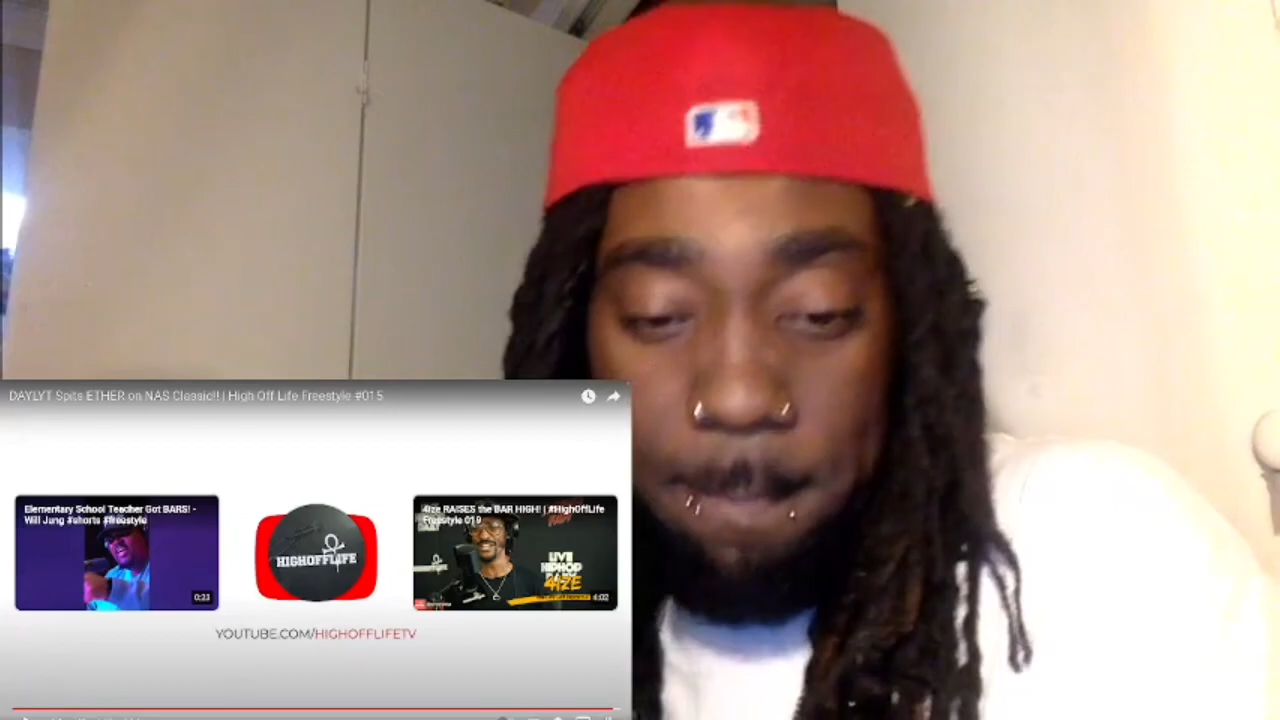 DAYLYT Spits ETHER on NAS Classic!! | High Off Life Freestyle #015
Elementary School Teacher Got BARS! -
Will Jung #shorts #freestyle
0:33
HIGHOFFLIFE
4ize RAISES the BAR HIGH! | #HighOffLife
Freestyle 019
LIVE
HIPHOP
4IZE
4:02
YOUTUBE.COM/HIGHOFFLIFETV